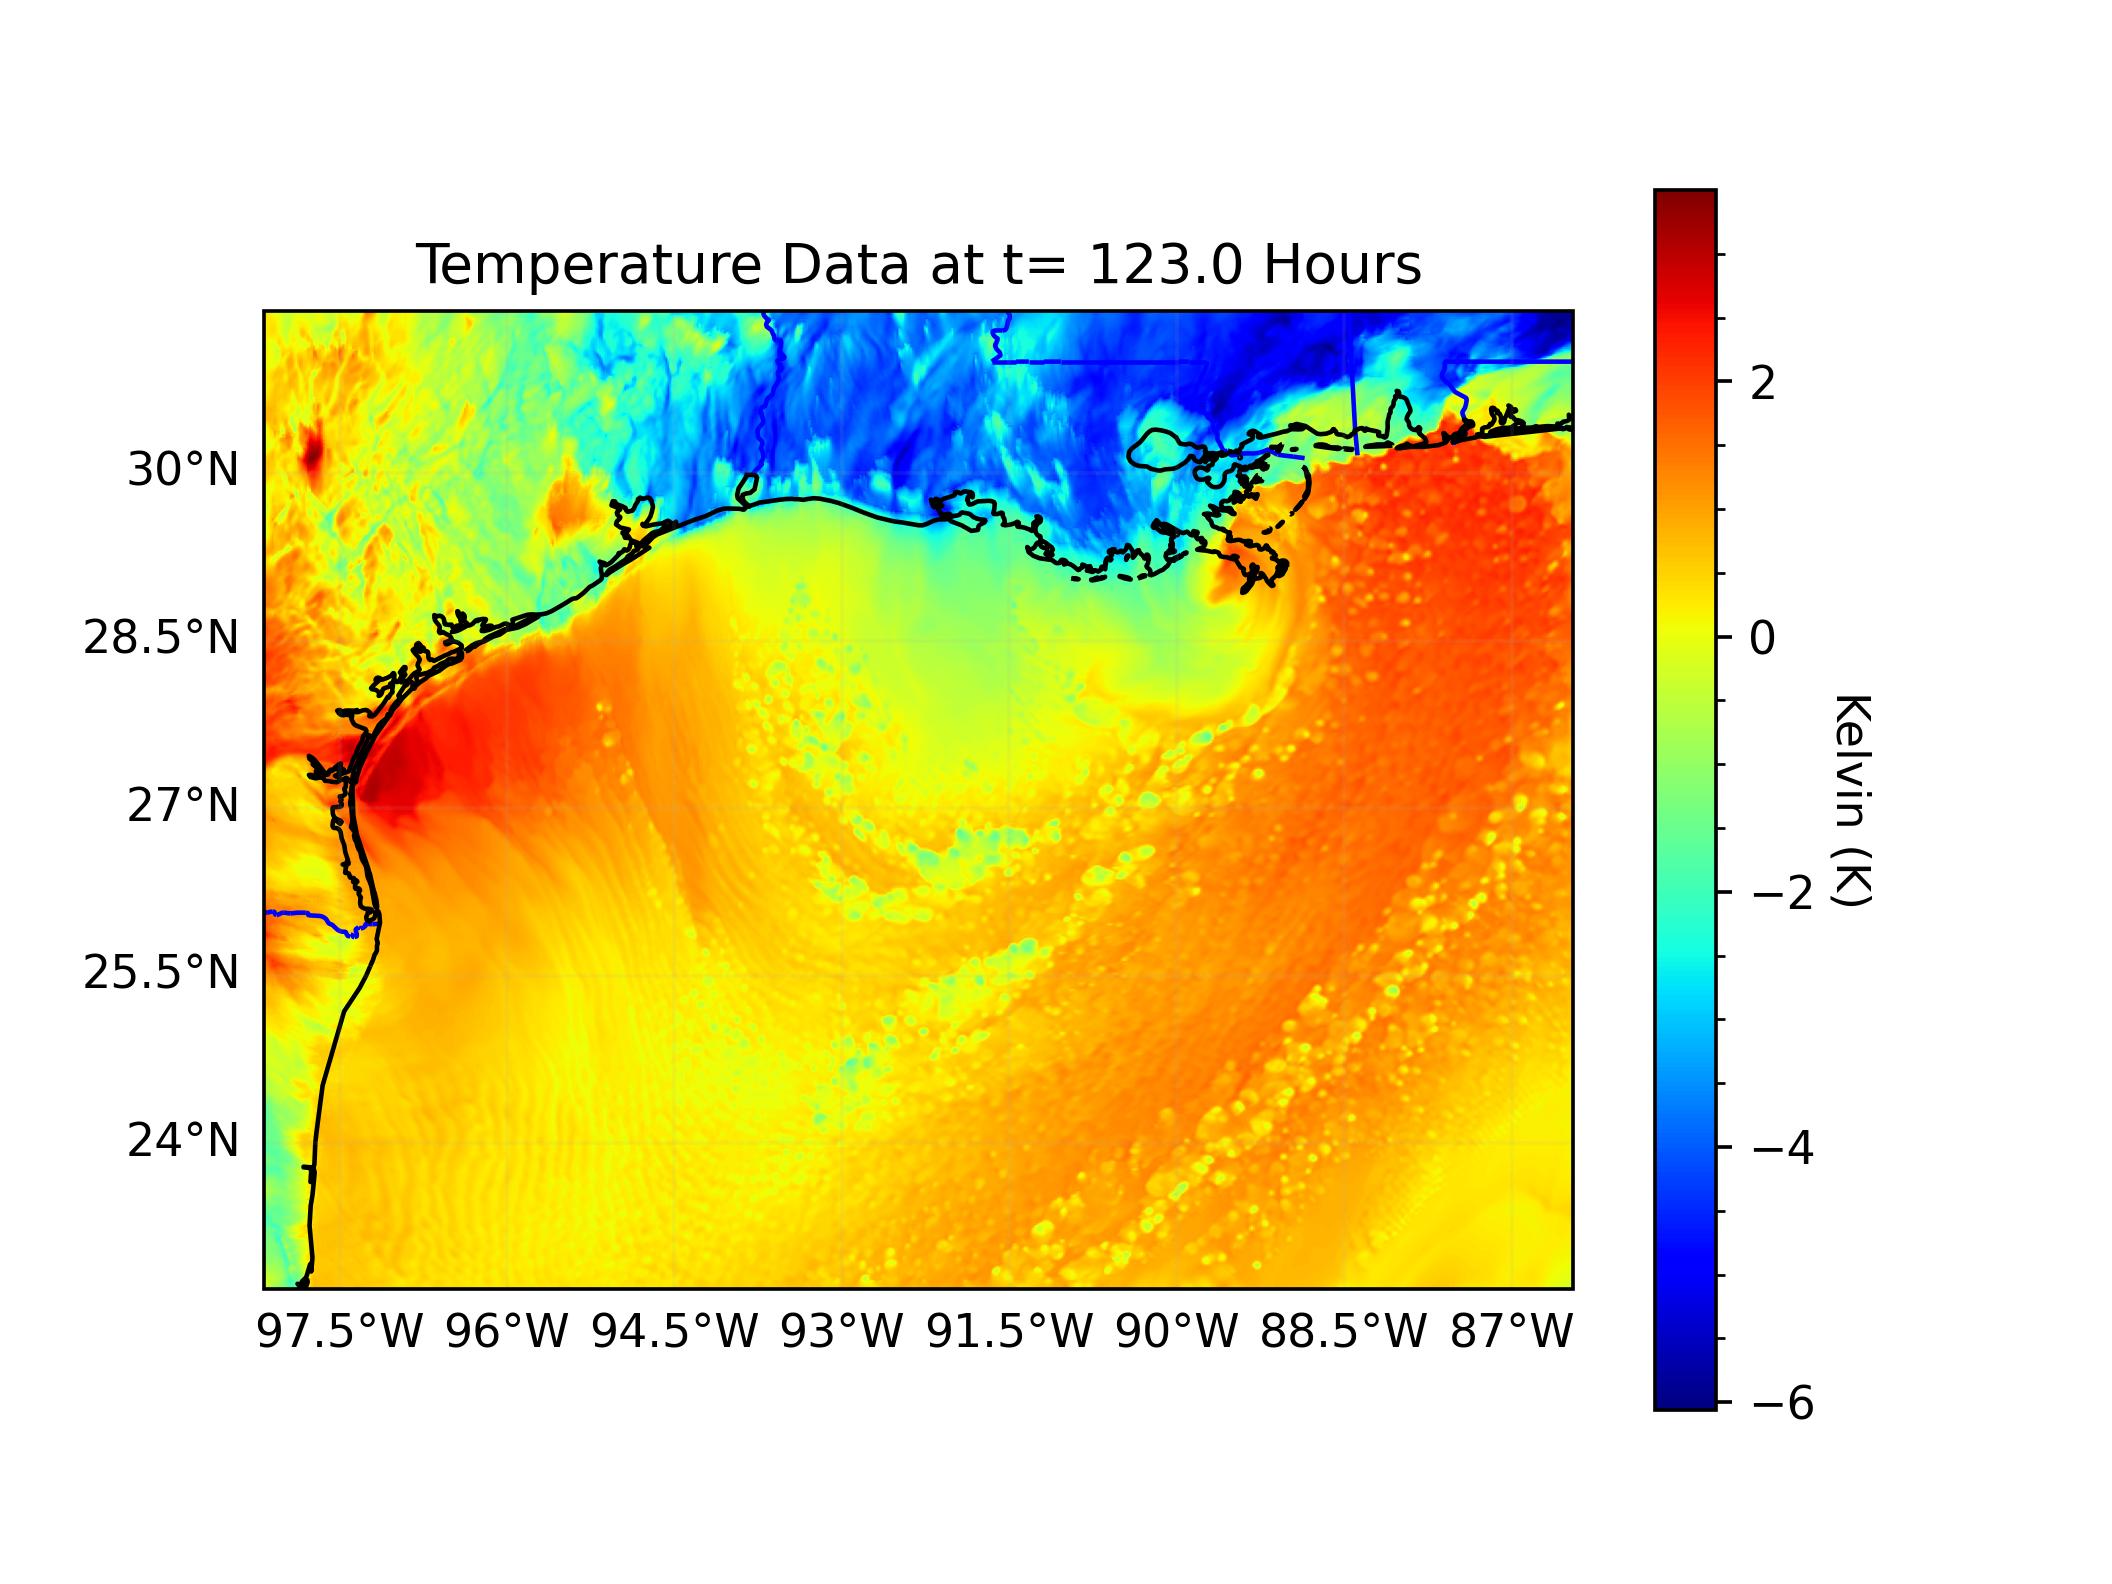 Temperature Data at t= 123.0 Hours
30°N
28.5°N
27°N
25.5°N
24°N
97.5°W 96°W 94.5°W 93°W 91.5°W 90°W 88.5°W 87°W
2
0
−2
−4
−6
Kelvin (K)